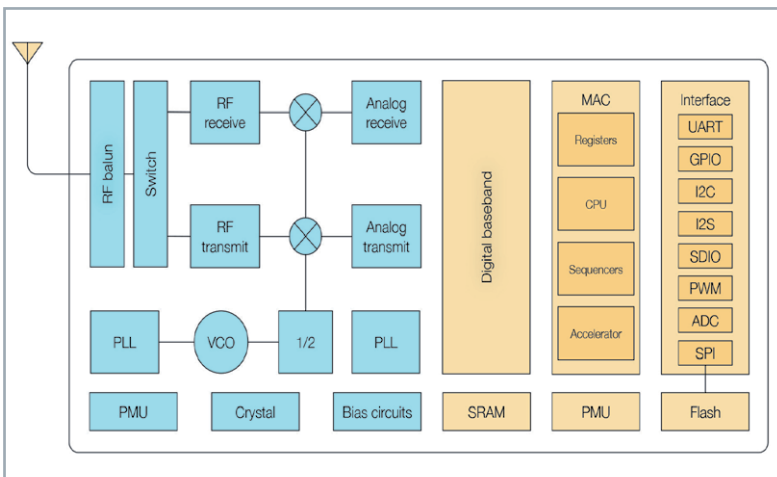 RF balun
Switch
RF
receive
Analog
receive
RF
transmit
Analog
transmit
PLL
VCO
1/2
PLL
PMU
Crystal
Bias circuits
Digital baseband
SRAM
MAC
Registers
CPU
Sequencers
Accelerator
PMU
Interface
UART
GPIO
I2C
I2S
SDIO
PWM
ADC
SPI
Flash